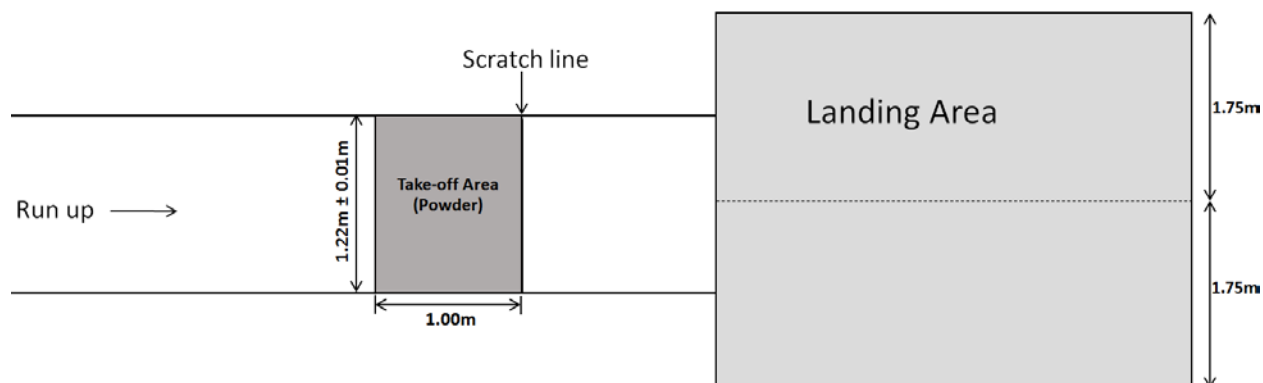 Scratch line
Landing Area
1.75m
1.22m ± 0.01m
Take-off Area
(Powder)
Run up
1.75m
1.00m